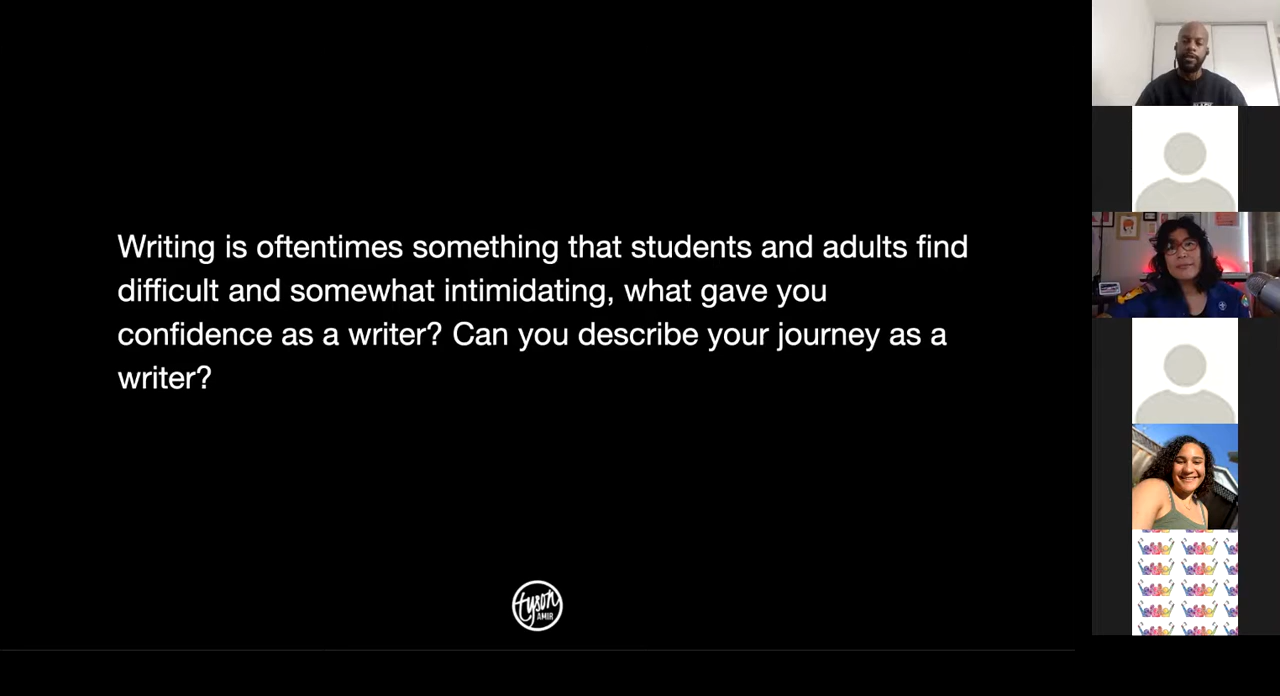 Writing is oftentimes something that students and adults find
difficult and somewhat intimidating, what gave you
confidence as a writer? Can you describe your journey as a
writer?
tyson
AMIR